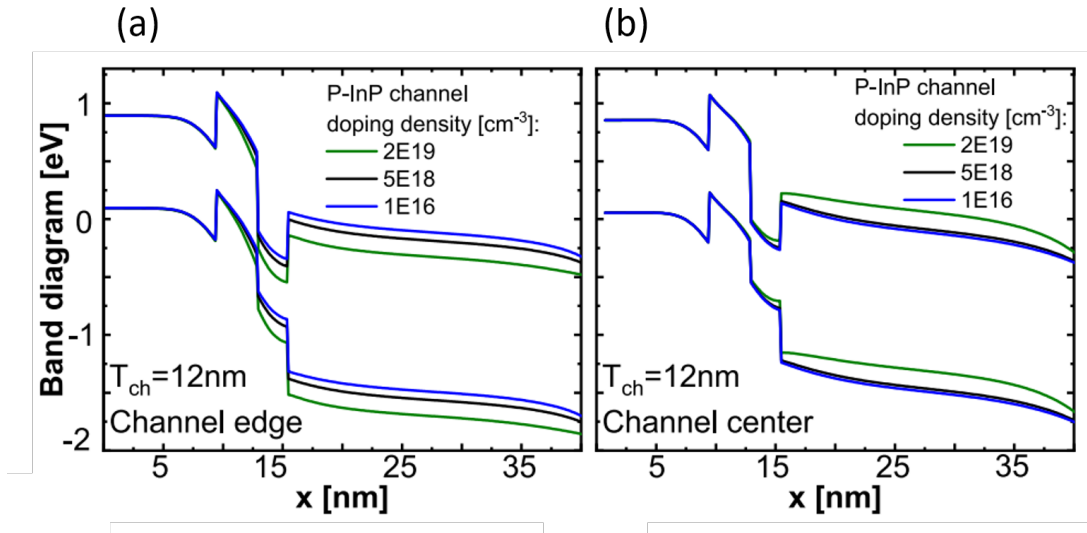 (a)
(b)
P-InP channel
doping density [cm⁻³]:
2E19
5E18
1E16
T_ch=12nm
Channel edge
1
0
-1
-2
Band diagram [eV]
5
15
25
35
x [nm]
P-InP channel
doping density [cm⁻³]:
2E19
5E18
1E16
T_ch=12nm
Channel center
5
15
25
35
x [nm]